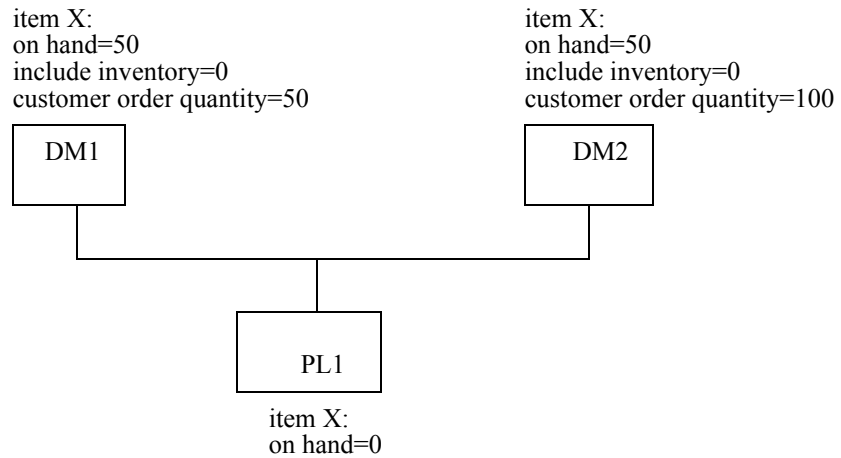 item X:
on hand=50
include inventory=0
customer order quantity=50
item X:
on hand=50
include inventory=0
customer order quantity=100
DM1
DM2
PL1
item X:
on hand=0